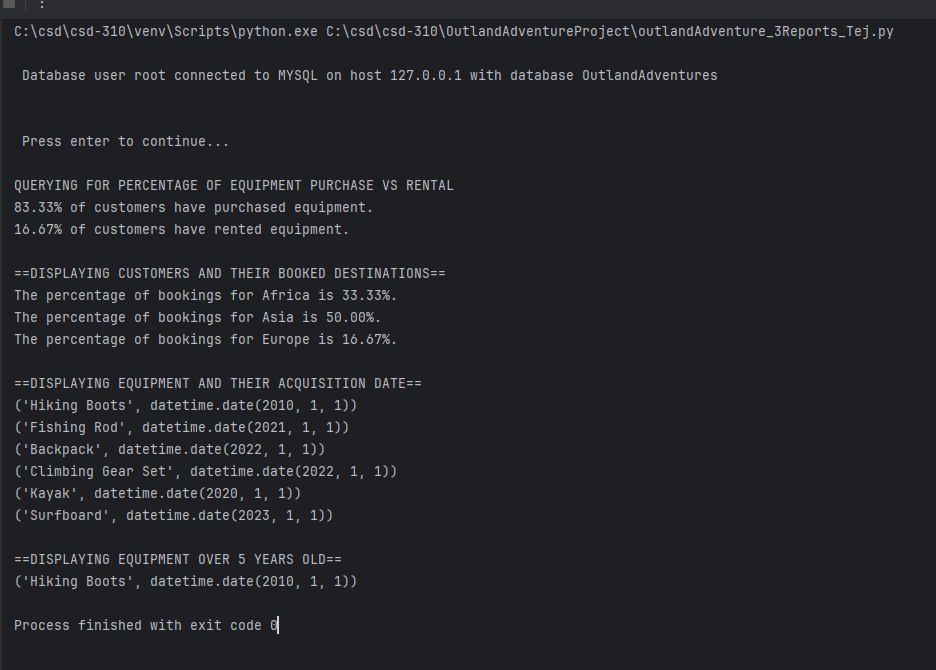 C:\csd\csd-310\venv\Scripts\python.exe C:\csd\csd-310\OutlandAdventureProject\outlandAdventure_3Reports_Tej.py
Database user root connected to MYSQL on host 127.0.0.1 with database OutlandAdventures
Press enter to continue...
QUERYING FOR PERCENTAGE OF EQUIPMENT PURCHASE VS RENTAL
83.33% of customers have purchased equipment.
16.67% of customers have rented equipment.
==DISPLAYING CUSTOMERS AND THEIR BOOKED DESTINATIONS==
The percentage of bookings for Africa is 33.33%.
The percentage of bookings for Asia is 50.00%.
The percentage of bookings for Europe is 16.67%.
==DISPLAYING EQUIPMENT AND THEIR ACQUISITION DATE==
('Hiking Boots', datetime.date(2010, 1, 1))
('Fishing Rod', datetime.date(2021, 1, 1))
('Backpack', datetime.date(2022, 1, 1))
('Climbing Gear Set', datetime.date(2022, 1, 1))
('Kayak', datetime.date(2020, 1, 1))
('Surfboard', datetime.date(2023, 1, 1))
==DISPLAYING EQUIPMENT OVER 5 YEARS OLD==
('Hiking Boots', datetime.date(2010, 1, 1))
Process finished with exit code 0